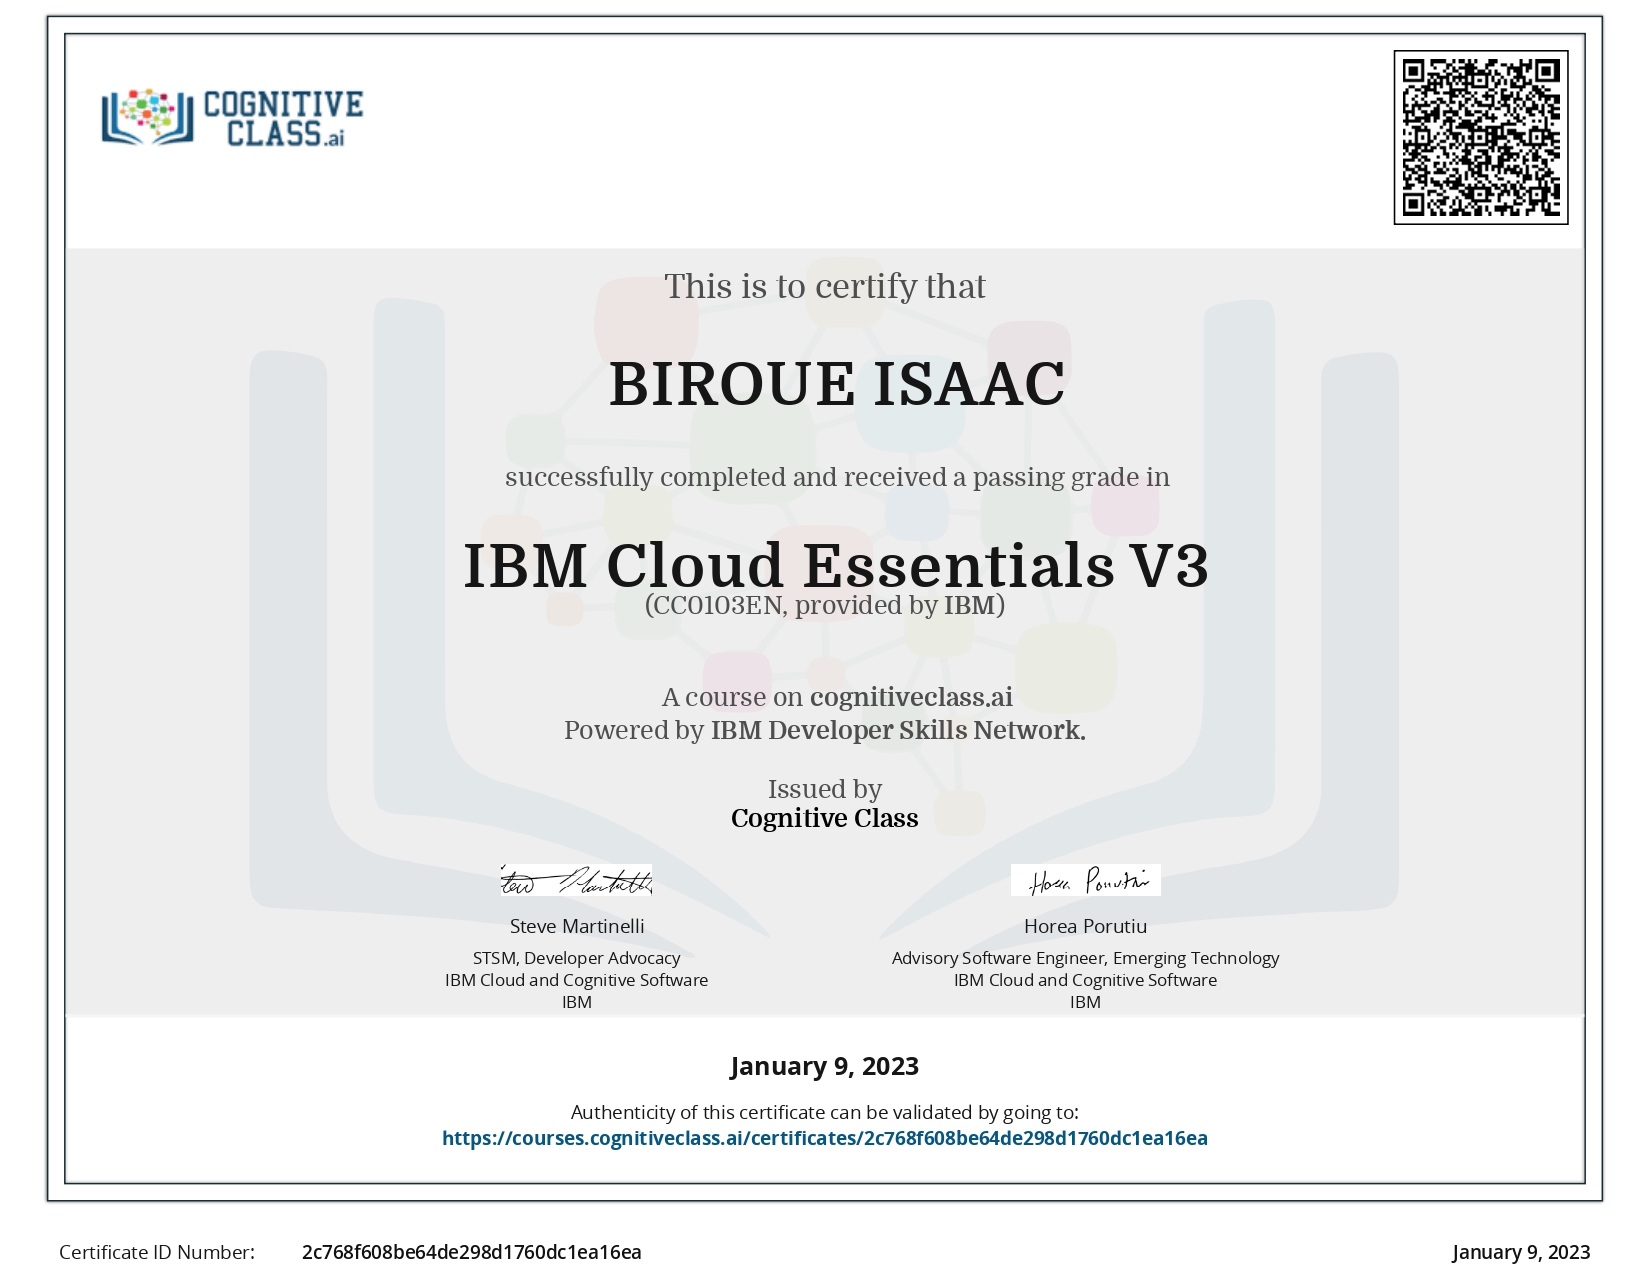 COGNITIVE
CLASS.ai
This is to certify that
BIROUE ISAAC
successfully completed and received a passing grade in
IBM Cloud Essentials V3
(CC0103EN, provided by IBM)
A course on cognitiveclass.ai
Powered by IBM Developer Skills Network.
Issued by
Cognitive Class
Steve Martinelli
STSM, Developer Advocacy
IBM Cloud and Cognitive Software
IBM
Horea Porutiu
Horea Porutiu
Advisory Software Engineer, Emerging Technology
IBM Cloud and Cognitive Software
IBM
January 9, 2023
Authenticity of this certificate can be validated by going to:
https://courses.cognitiveclass.ai/certificates/2c768f608be64de298d1760dc1ea16ea
Certificate ID Number: 2c768f608be64de298d1760dc1ea16ea January 9, 2023